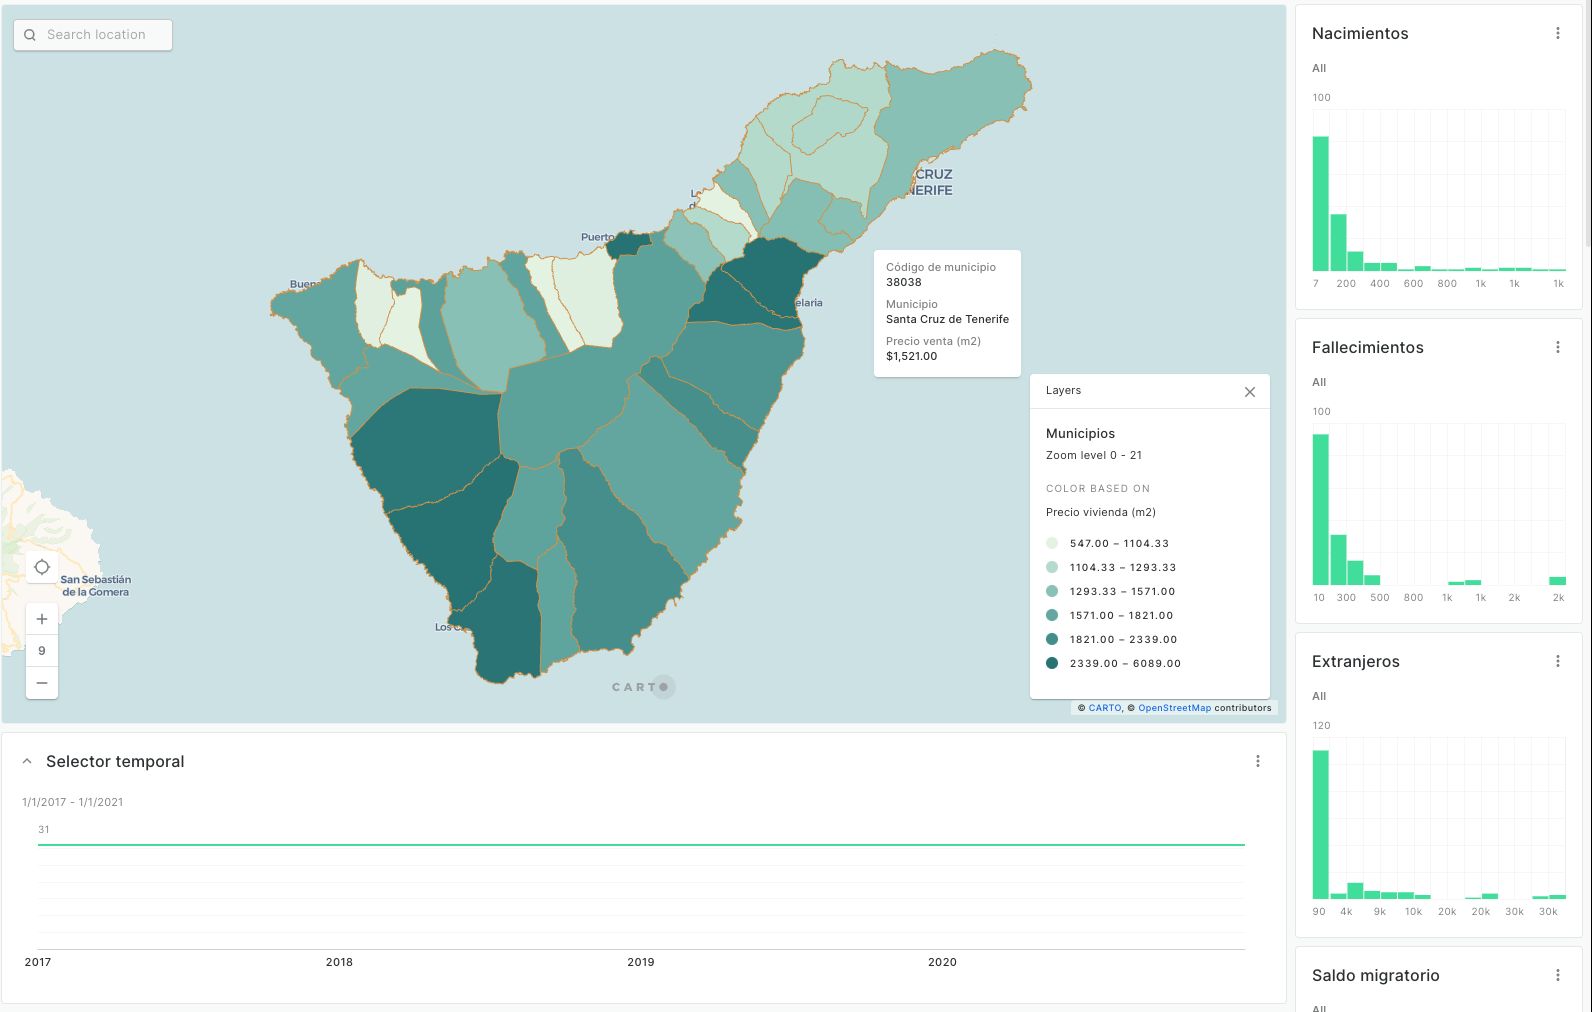 Search location
CRUZ
NERIFE
Puerto
elaria
San Sebastián
de la Gomera
+
9
−
CARTO
Código de municipio
38038
Municipio
Santa Cruz de Tenerife
Precio venta (m2)
$1,521.00
Layers
Municipios
Zoom level 0 - 21
COLOR BASED ON
Precio vivienda (m2)
547.00 – 1104.33
1104.33 – 1293.33
1293.33 – 1571.00
1571.00 – 1821.00
1821.00 – 2339.00
2339.00 – 6089.00
© CARTO, © OpenStreetMap contributors
Selector temporal
1/1/2017 - 1/1/2021
31
2017 2018 2019 2020
Nacimientos
All
100
7 200 400 600 800 1k 1k 1k
Fallecimientos
All
100
10 300 500 800 1k 1k 2k 2k
Extranjeros
All
120
90 4k 9k 10k 20k 20k 30k 30k
Saldo migratorio
All